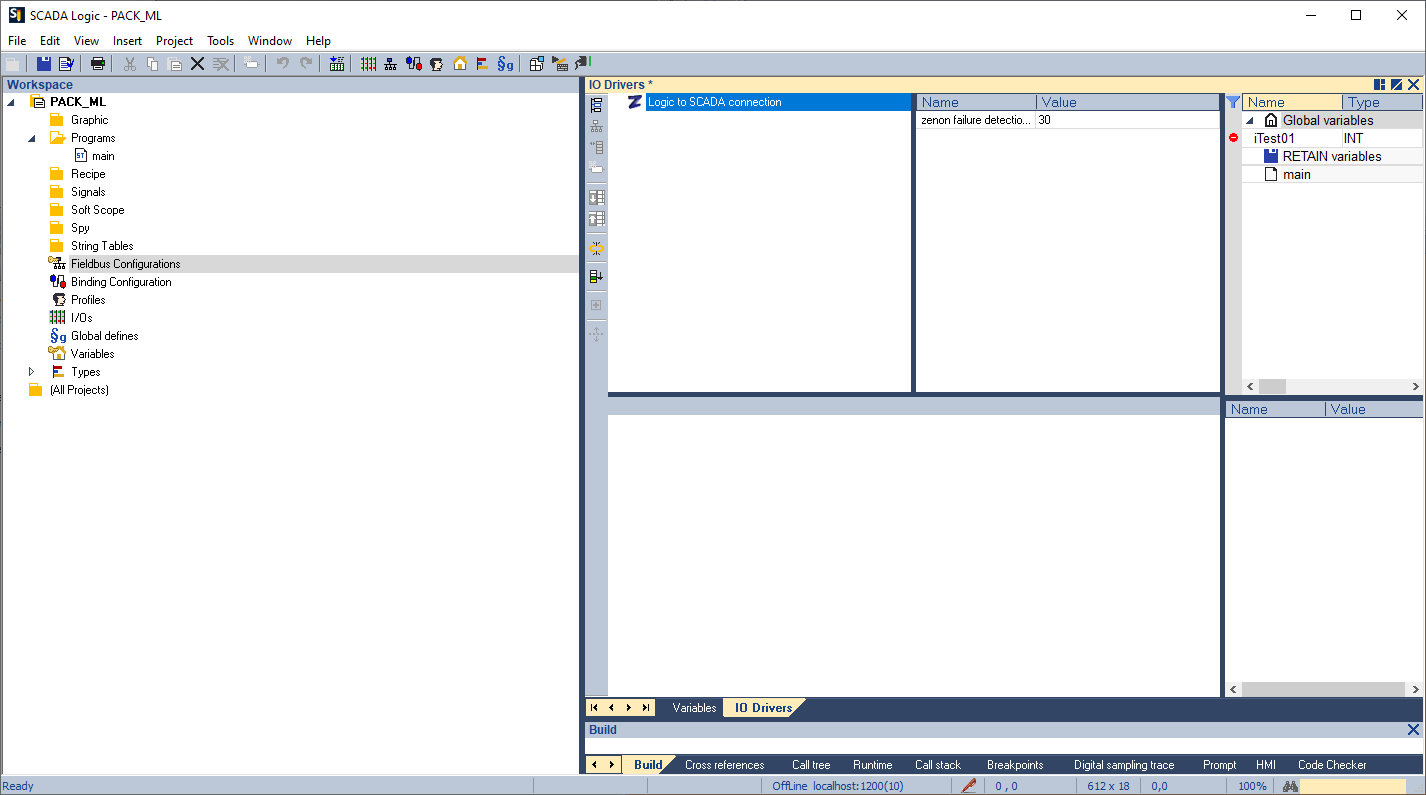 SCADA Logic - PACK_ML
File Edit View Insert Project Tools Window Help
Workspace
PACK_ML
Graphic
Programs
ST main
Recipe
Signals
Soft Scope
Spy
String Tables
Fieldbus Configurations
Binding Configuration
Profiles
I/Os
§g Global defines
Variables
Types
(All Projects)
IO Drivers *
Logic to SCADA connection
Name Value
zenon failure detectio... 30
Name Type
Global variables
iTest01 INT
RETAIN variables
main
Name Value
Variables IO Drivers
Build
Build Cross references Call tree Runtime Call stack Breakpoints Digital sampling trace Prompt HMI Code Checker
Ready OffLine localhost:1200(10) 0 , 0 612 x 18 0,0 100%